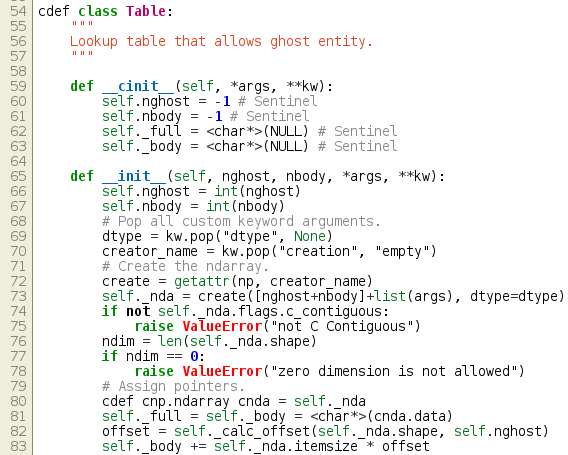 54 cdef class Table:
55     """
56     Lookup table that allows ghost entity.
57     """
58
59     def __cinit__(self, *args, **kw):
60         self.nghost = -1 # Sentinel
61         self.nbody = -1 # Sentinel
62         self._full = <char*>(NULL) # Sentinel
63         self._body = <char*>(NULL) # Sentinel
64
65     def __init__(self, nghost, nbody, *args, **kw):
66         self.nghost = int(nghost)
67         self.nbody = int(nbody)
68         # Pop all custom keyword arguments.
69         dtype = kw.pop("dtype", None)
70         creator_name = kw.pop("creation", "empty")
71         # Create the ndarray.
72         create = getattr(np, creator_name)
73         self._nda = create([nghost+nbody]+list(args), dtype=dtype)
74         if not self._nda.flags.c_contiguous:
75             raise ValueError("not C Contiguous")
76         ndim = len(self._nda.shape)
77         if ndim == 0:
78             raise ValueError("zero dimension is not allowed")
79         # Assign pointers.
80         cdef cnp.ndarray cnda = self._nda
81         self._full = self._body = <char*>(cnda.data)
82         offset = self._calc_offset(self._nda.shape, self.nghost)
83         self._body += self._nda.itemsize * offset